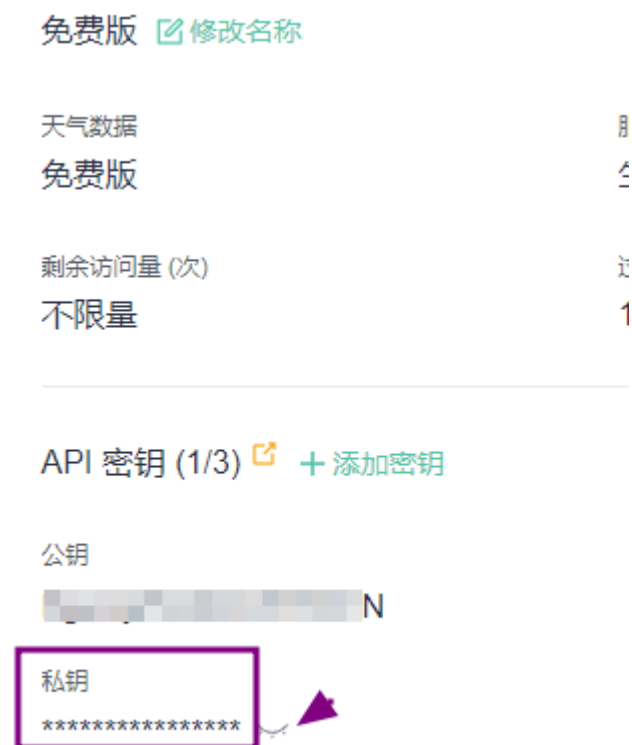 免费版 修改名称
天气数据
免费版
剩余访问量 (次)
不限量
API 密钥 (1/3) 添加密钥
公钥
N
私钥
****************